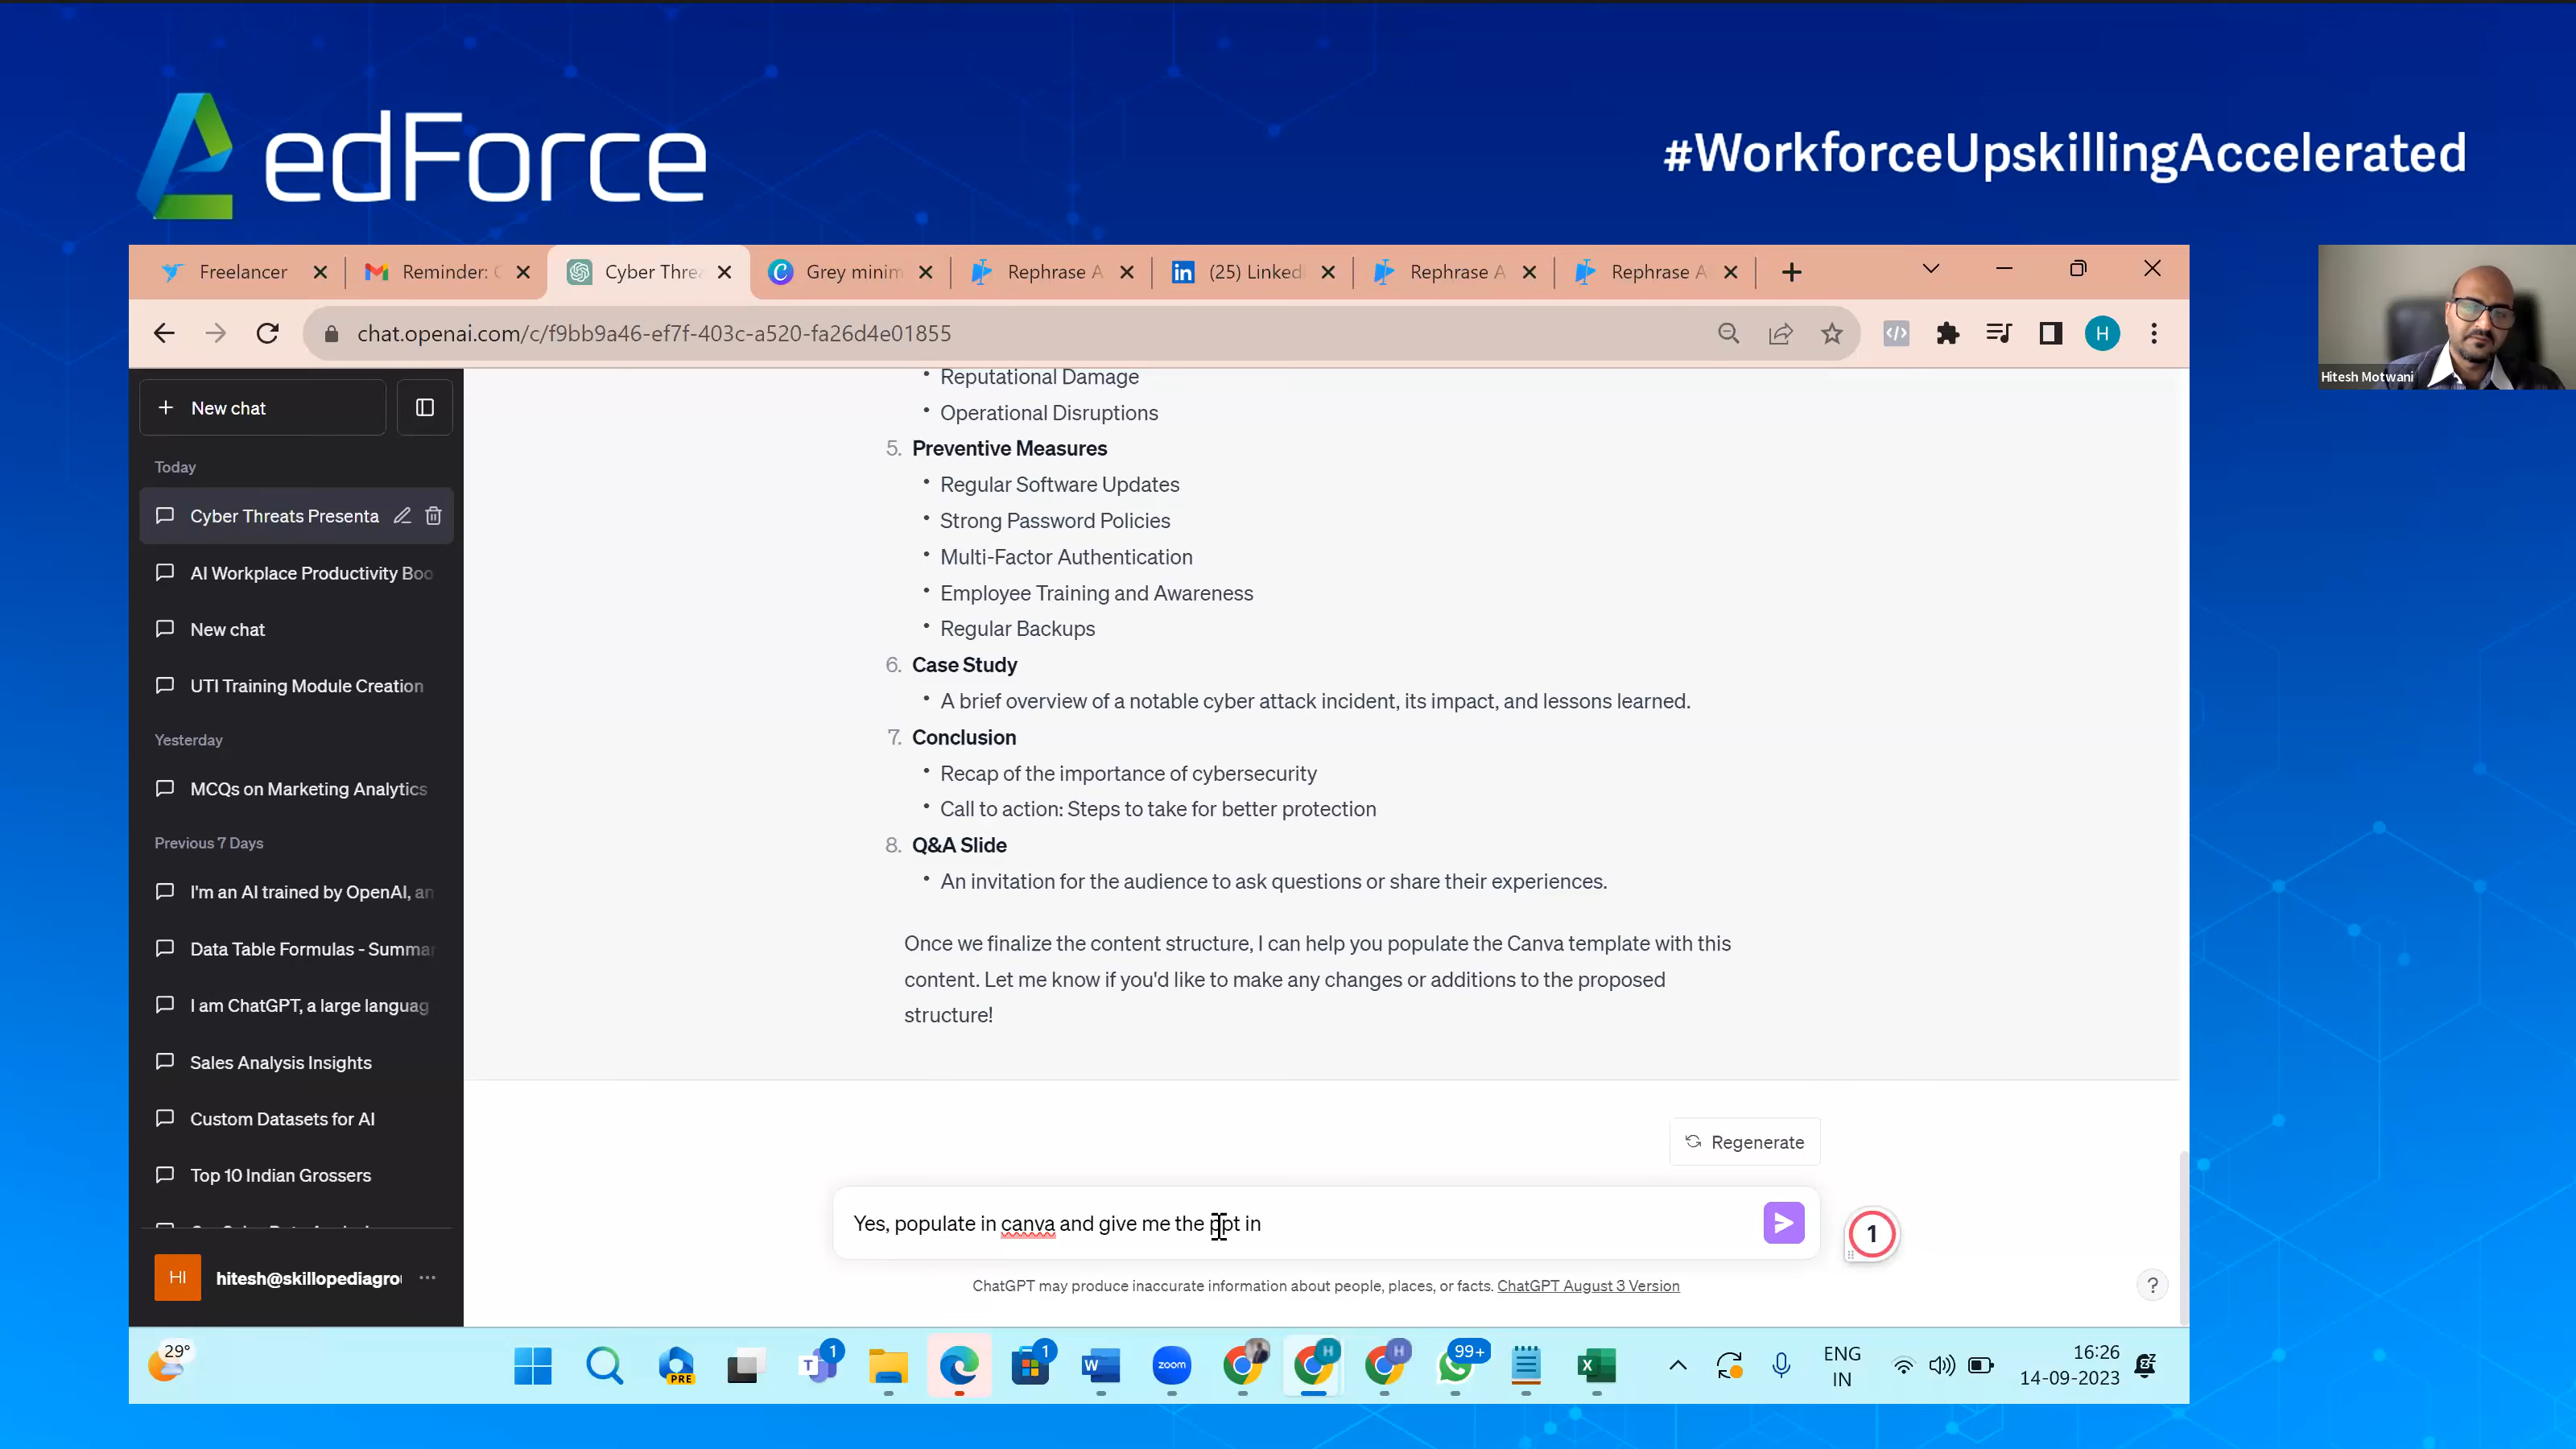 edForce
#WorkforceUpskillingAccelerated
Freelancer
Reminder:
Cyber Thre
Grey minim
Rephrase A
(25) Linked
Rephrase A
Rephrase A
chat.openai.com/c/f9bb9a46-ef7f-403c-a520-fa26d4e01855
H
Hitesh Motwani
New chat
Today
Cyber Threats Presenta
AI Workplace Productivity Boo
New chat
UTI Training Module Creation
Yesterday
MCQs on Marketing Analytics
Previous 7 Days
I'm an AI trained by OpenAI, an
Data Table Formulas - Summar
I am ChatGPT, a large languag
Sales Analysis Insights
Custom Datasets for AI
Top 10 Indian Grossers
HI
hitesh@skillopediagro
Reputational Damage
Operational Disruptions
5. Preventive Measures
Regular Software Updates
Strong Password Policies
Multi-Factor Authentication
Employee Training and Awareness
Regular Backups
6. Case Study
A brief overview of a notable cyber attack incident, its impact, and lessons learned.
7. Conclusion
Recap of the importance of cybersecurity
Call to action: Steps to take for better protection
8. Q&A Slide
An invitation for the audience to ask questions or share their experiences.
Once we finalize the content structure, I can help you populate the Canva template with this
content. Let me know if you'd like to make any changes or additions to the proposed
structure!
Regenerate
Yes, populate in canva and give me the ppt in
1
ChatGPT may produce inaccurate information about people, places, or facts. ChatGPT August 3 Version
?
29°
PRE
T
1
1
W
zoom
H
H
99+
X
ENG
IN
16:26
14-09-2023